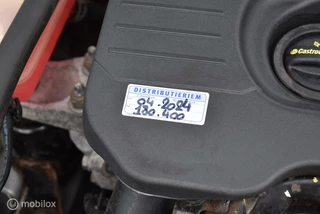 DISTRIBUTIERIEM
04.2024
180.400
Castrol
mobilox